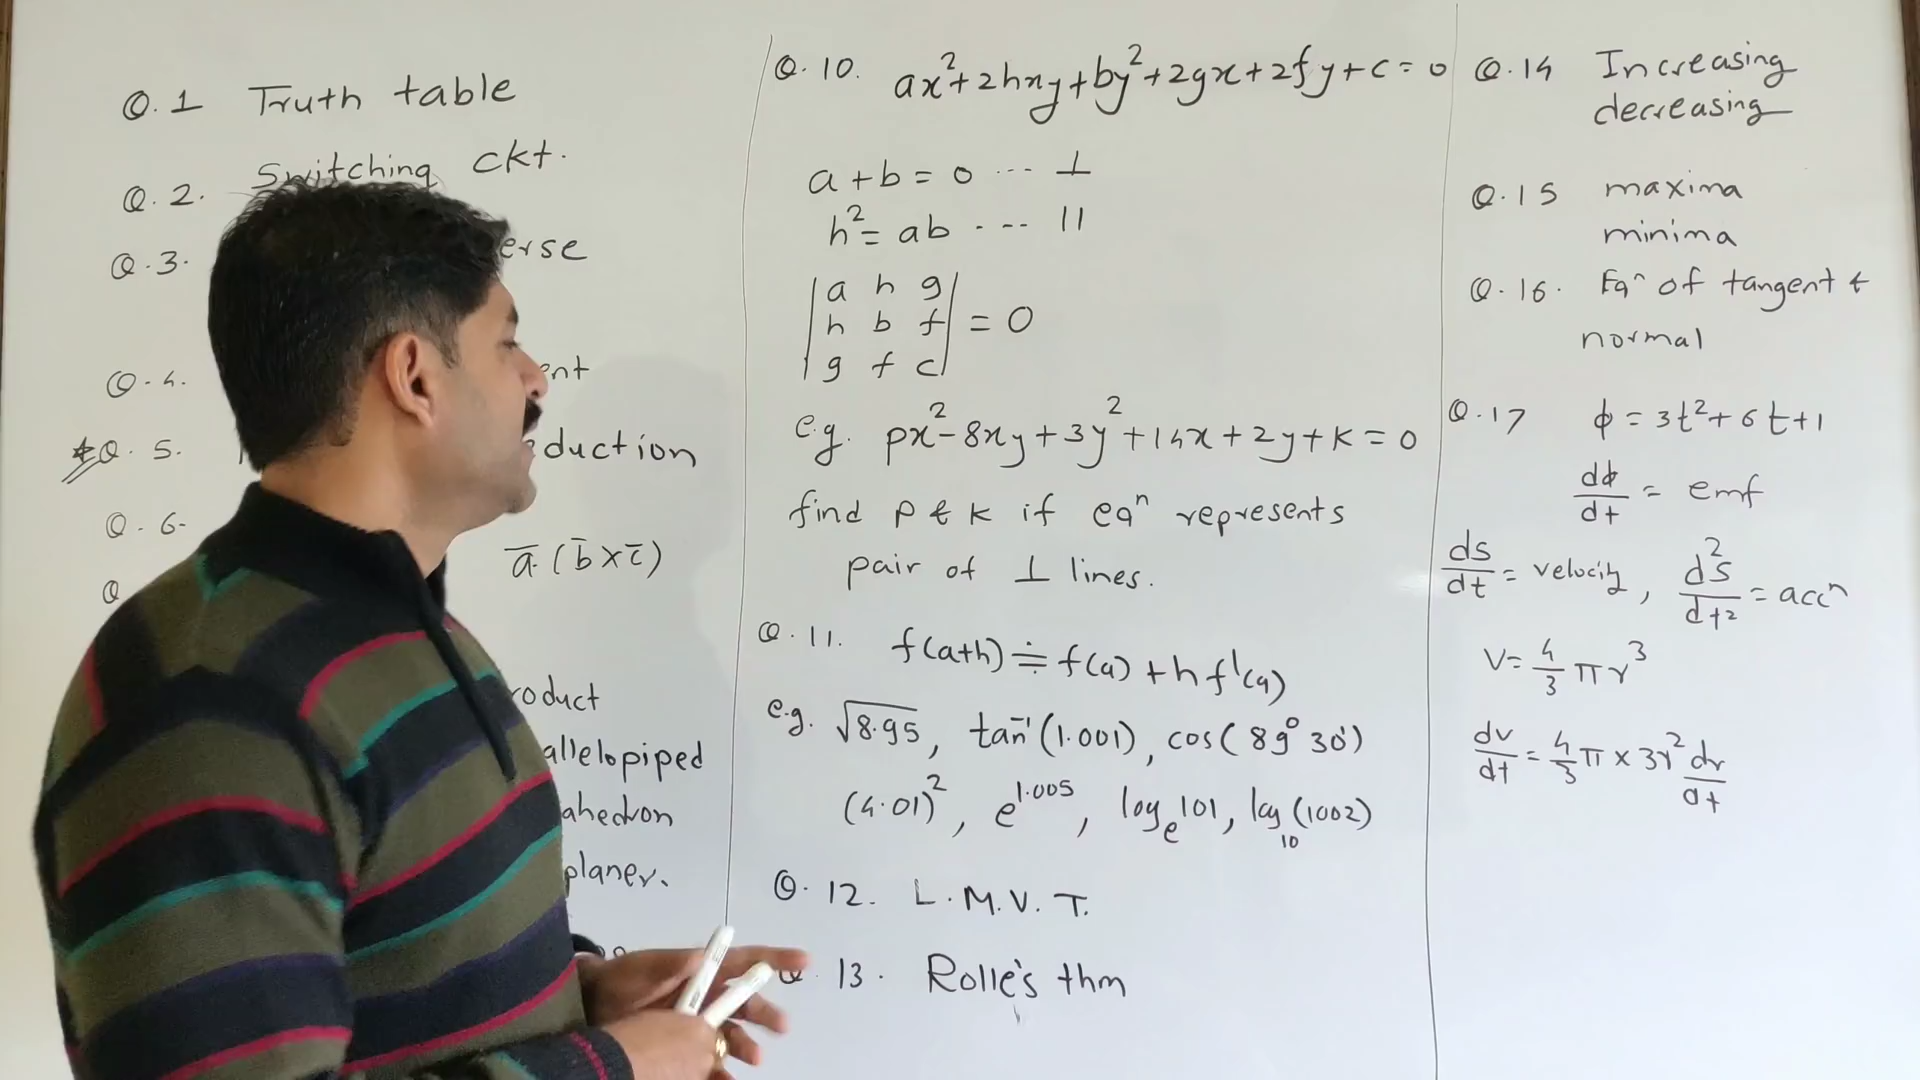 Q.1 Truth table
Q.2. Switching ckt.
Q.3. erse
Q.4. ent
Q.5. duction
Q.6.
Q
a̅.(b̅×c̅)
roduct
allelopiped
ahedron
planer.
Q.10. ax²+2hxy+by²+2gx+2fy+c=0
a+b=0 --- ⊥
h²=ab --- ||
|a h g|
|h b f| = 0
|g f c|
e.g. px²-8xy+3y²+14x+2y+k=0
find p & k if eqⁿ represents
pair of ⊥ lines.
Q.11. f(a+h)≑f(a)+hf'(a)
e.g. √8.95, tan⁻¹(1.001), cos(89°30')
(4.01)², e^1.005, logₑ101, log₁₀(1002)
Q.12. L.M.V.T.
Q.13. Rolle's thm
Q.14 Increasing
decreasing
Q.15 maxima
minima
Q.16. Eqⁿ of tangent &
normal
Q.17 ϕ=3t²+6t+1
dϕ/dt = emf
ds/dt = velocity, d²s/dt² = accⁿ
V=4/3 πr³
dv/dt = 4/3 π×3r² dr/dt